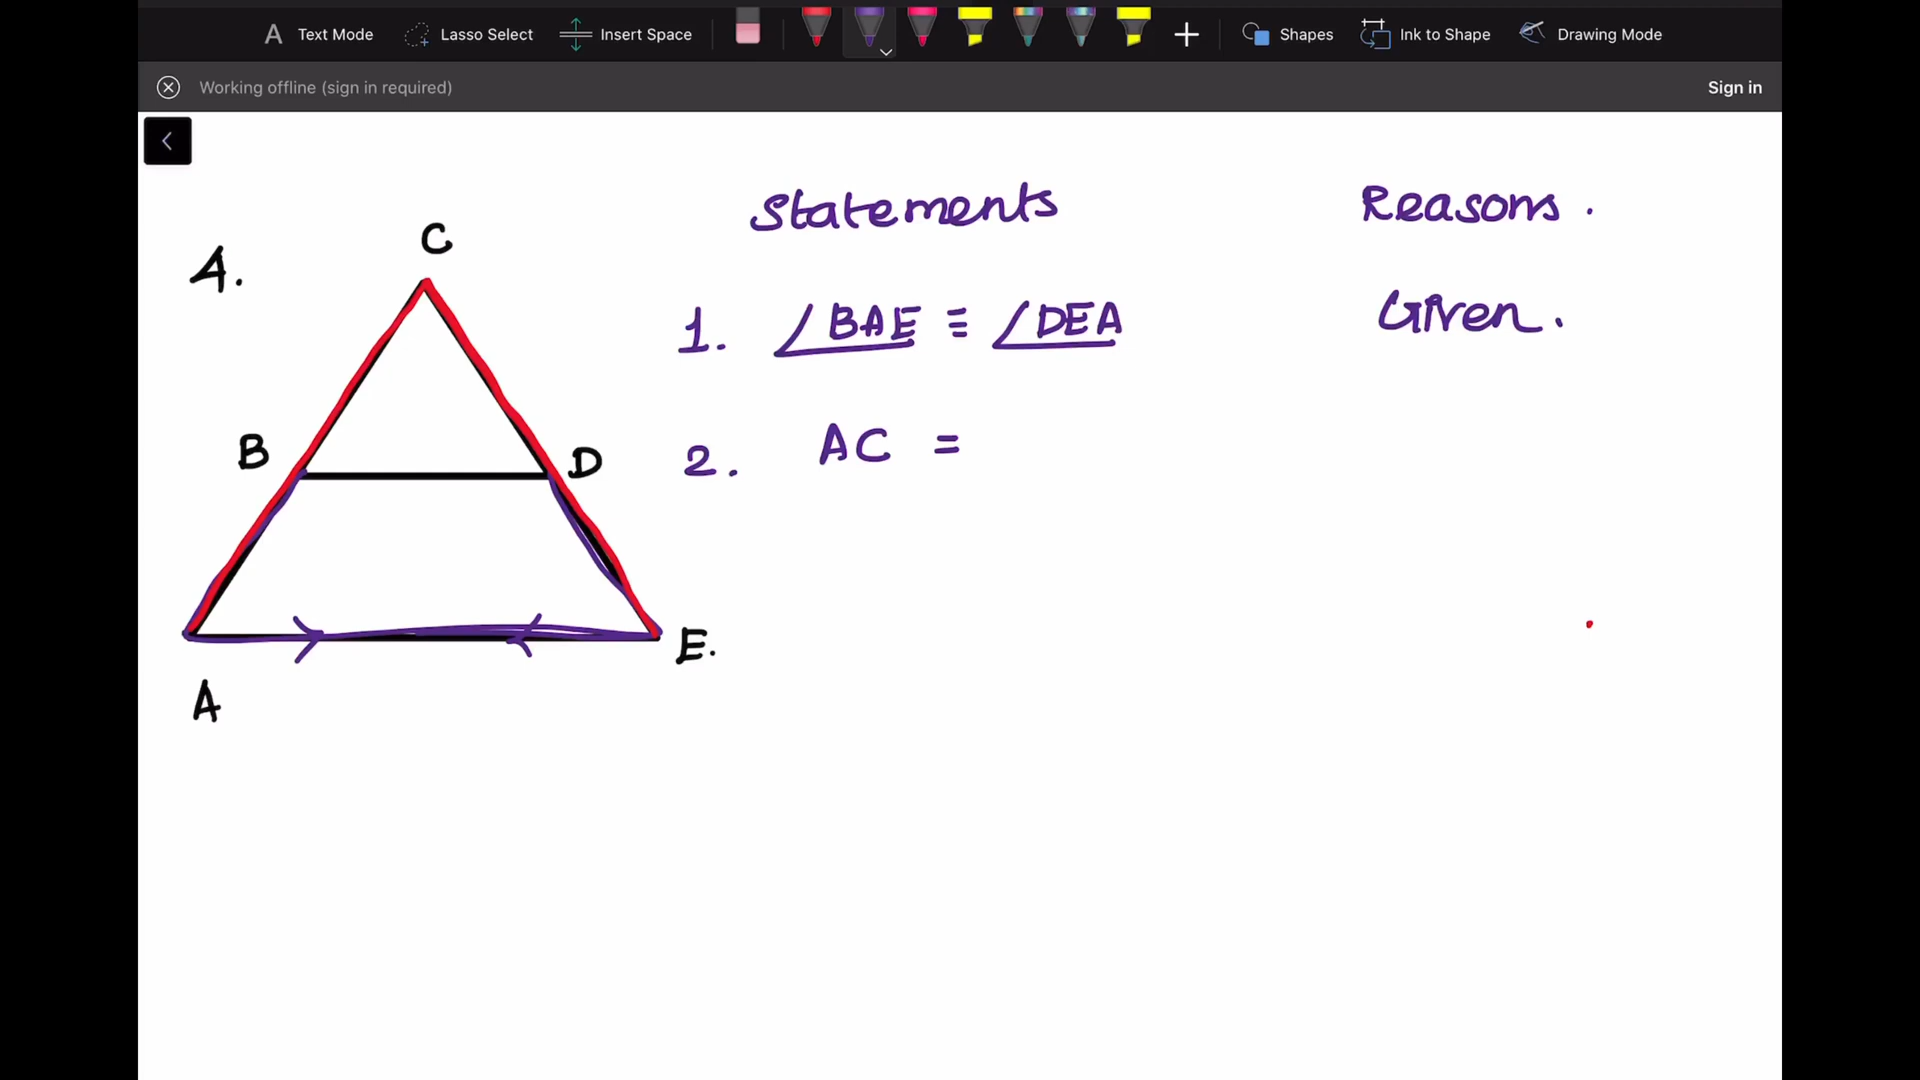 A Text Mode Lasso Select Insert Space Shapes Ink to Shape Drawing Mode
Working offline (sign in required) Sign in
Statements Reasons.
C
4.
1. ∠BAE ≅ ∠DEA Given.
2. AC =
B D
E.
A